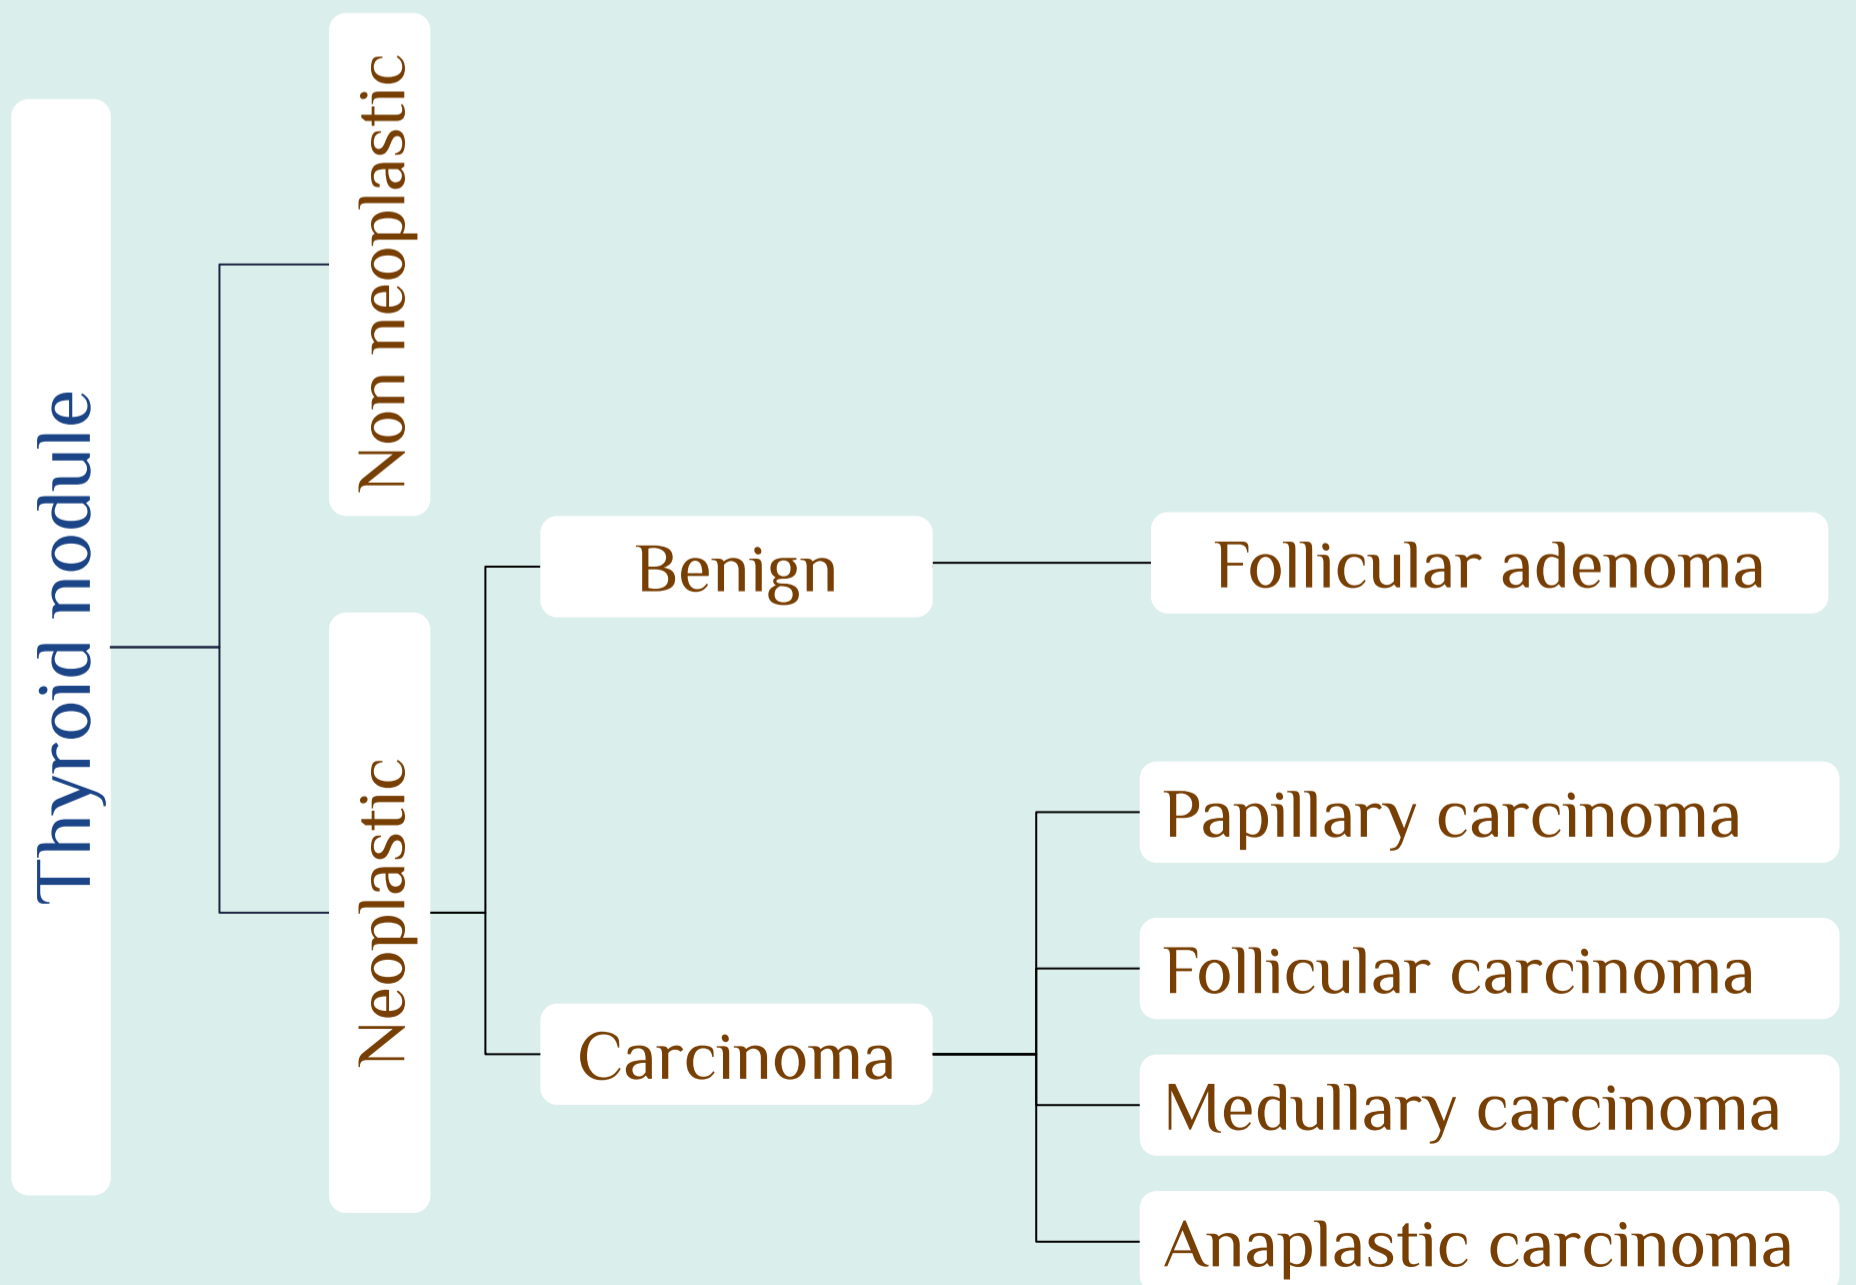 Thyroid nodule
Non neoplastic
Neoplastic
Benign
Follicular adenoma
Carcinoma
Papillary carcinoma
Follicular carcinoma
Medullary carcinoma
Anaplastic carcinoma